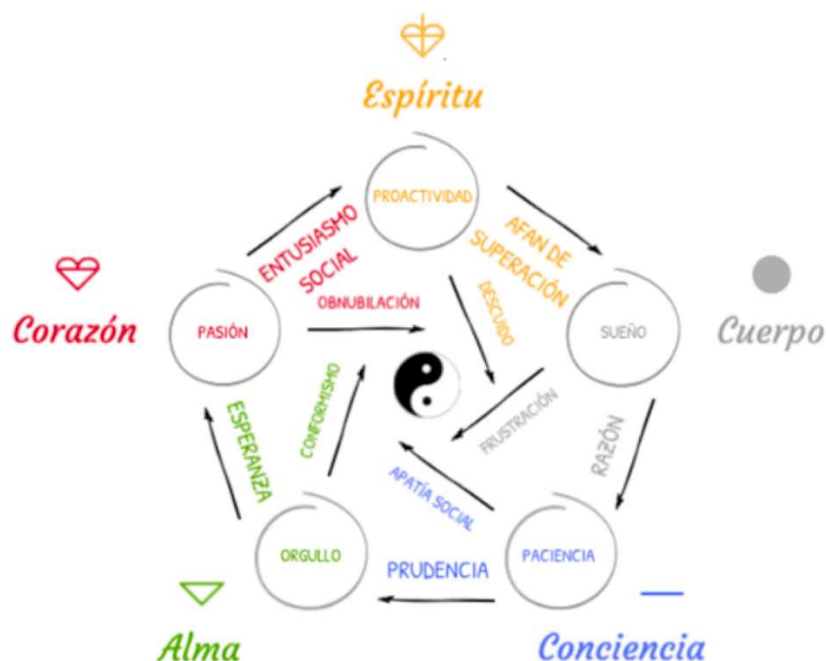 Espíritu
PROACTIVIDAD
ENTUSIASMO
SOCIAL
AFAN DE
SUPERACIÓN
OBNUBILACIÓN
DESCUIDO
Corazón
PASIÓN
SUEÑO
Cuerpo
CONFORMISMO
FRUSTRACIÓN
ESPERANZA
RAZÓN
APATÍA SOCIAL
ORGULLO
PRUDENCIA
PACIENCIA
Alma
Conciencia